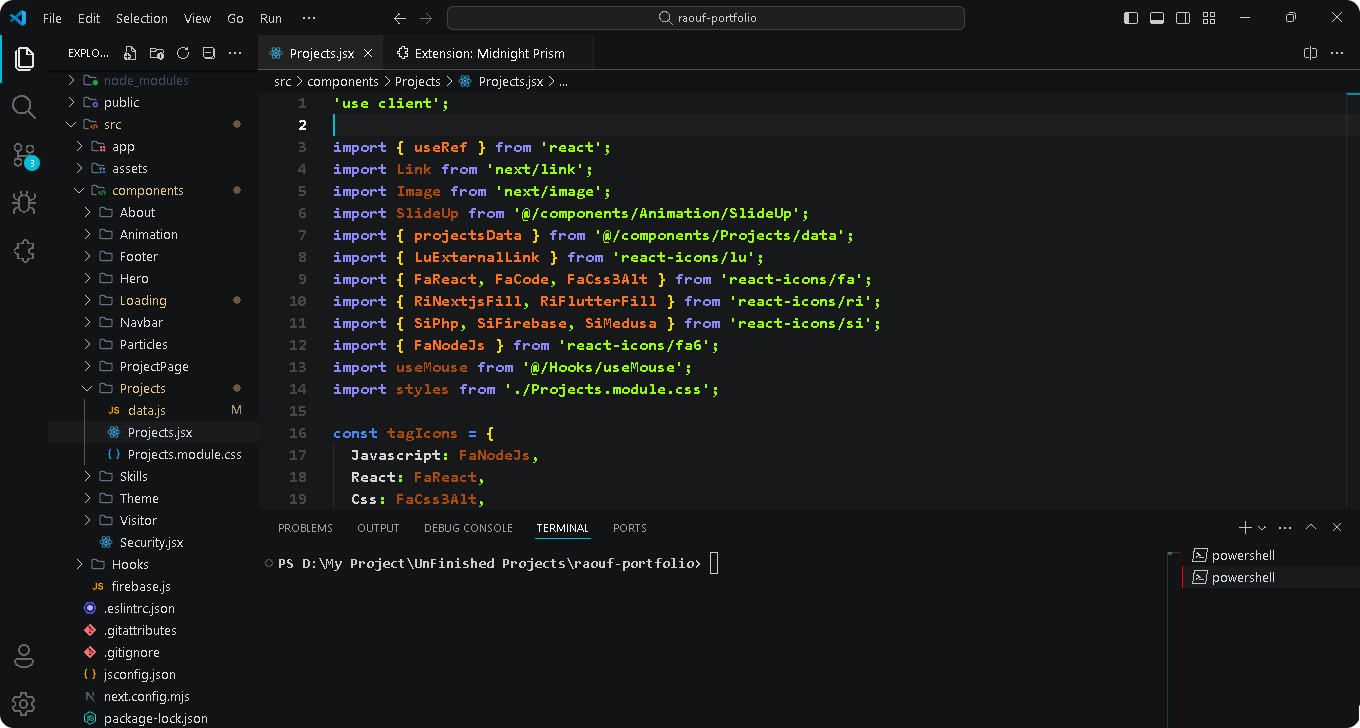 File Edit Selection View Go Run ··· raouf-portfolio
EXPLO... ···
node_modules
public
src
app
assets
components
About
Animation
Footer
Hero
Loading
Navbar
Particles
ProjectPage
Projects
JS data.js M
Projects.jsx
{ } Projects.module.css
Skills
Theme
Visitor
Security.jsx
Hooks
JS firebase.js
.eslintrc.json
.gitattributes
.gitignore
{ } jsconfig.json
N next.config.mjs
package-lock.json
3
Projects.jsx × Extension: Midnight Prism ···
src > components > Projects > Projects.jsx > ...
1 'use client';
2
3 import { useRef } from 'react';
4 import Link from 'next/link';
5 import Image from 'next/image';
6 import SlideUp from '@/components/Animation/SlideUp';
7 import { projectsData } from '@/components/Projects/data';
8 import { LuExternalLink } from 'react-icons/lu';
9 import { FaReact, FaCode, FaCss3Alt } from 'react-icons/fa';
10 import { RiNextjsFill, RiFlutterFill } from 'react-icons/ri';
11 import { SiPhp, SiFirebase, SiMedusa } from 'react-icons/si';
12 import { FaNodeJs } from 'react-icons/fa6';
13 import useMouse from '@/Hooks/useMouse';
14 import styles from './Projects.module.css';
15
16 const tagIcons = {
17 Javascript: FaNodeJs,
18 React: FaReact,
19 Css: FaCss3Alt,
PROBLEMS OUTPUT DEBUG CONSOLE TERMINAL PORTS
PS D:\My Project\UnFinished Projects\raouf-portfolio>
powershell
powershell